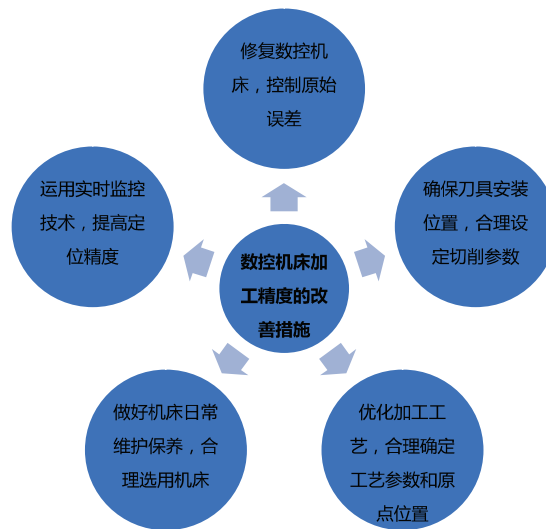 修复数控机
床，控制原始
误差
运用实时监控
技术，提高定
位精度
确保刀具安装
位置，合理设
定切削参数
数控机床加
工精度的改
善措施
做好机床日常
维护保养，合
理选用机床
优化加工工
艺，合理确定
工艺参数和原
点位置